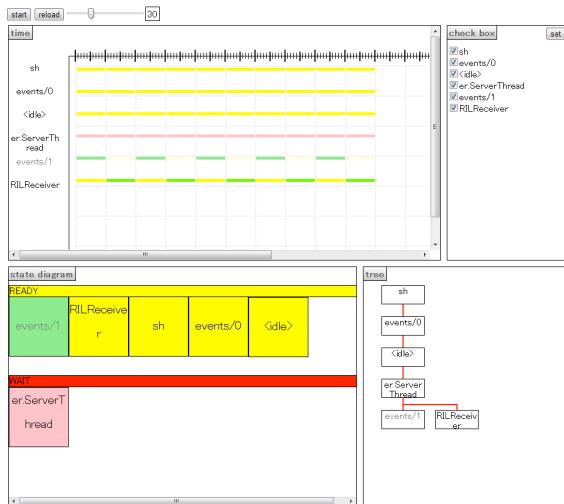 start reload 30
time
sh
events/0
<idle>
er.ServerTh
read
events/1
RILReceiver
check box set
sh
events/0
<idle>
er.ServerThread
events/1
RILReceiver
state diagram
READY
events/1
RILReceive
r
sh
events/0
<idle>
WAIT
er.ServerT
hread
tree
sh
events/0
<idle>
er.Server
Thread
events/1
RILReceiv
er